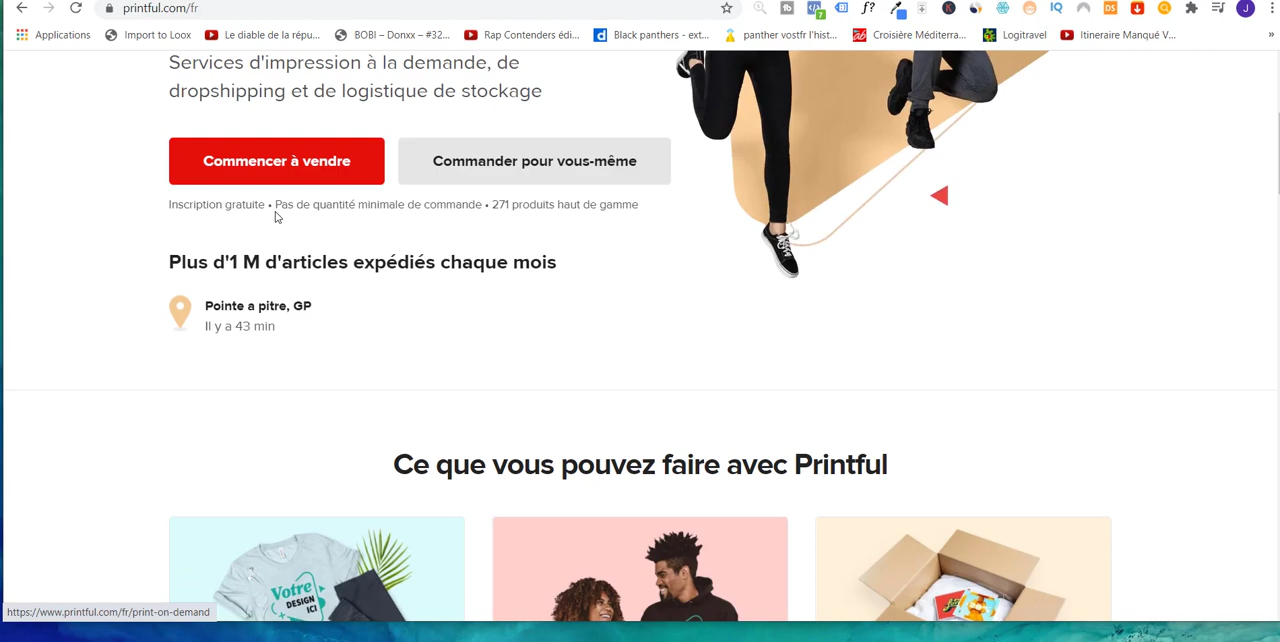 printful.com/fr
Applications
Import to Loox
Le diable de la répu...
BOBI – Donxx – #32...
Rap Contenders édi...
Black panthers - ext...
panther vostfr l'hist...
Croisière Méditerra...
Logitravel
Itineraire Manqué V...
»
Services d'impression à la demande, de
dropshipping et de logistique de stockage
Commencer à vendre
Commander pour vous-même
Inscription gratuite • Pas de quantité minimale de commande • 271 produits haut de gamme
Plus d'1 M d'articles expédiés chaque mois
Pointe a pitre, GP
Il y a 43 min
Ce que vous pouvez faire avec Printful
Votre
DESIGN
ICI
https://www.printful.com/fr/print-on-demand